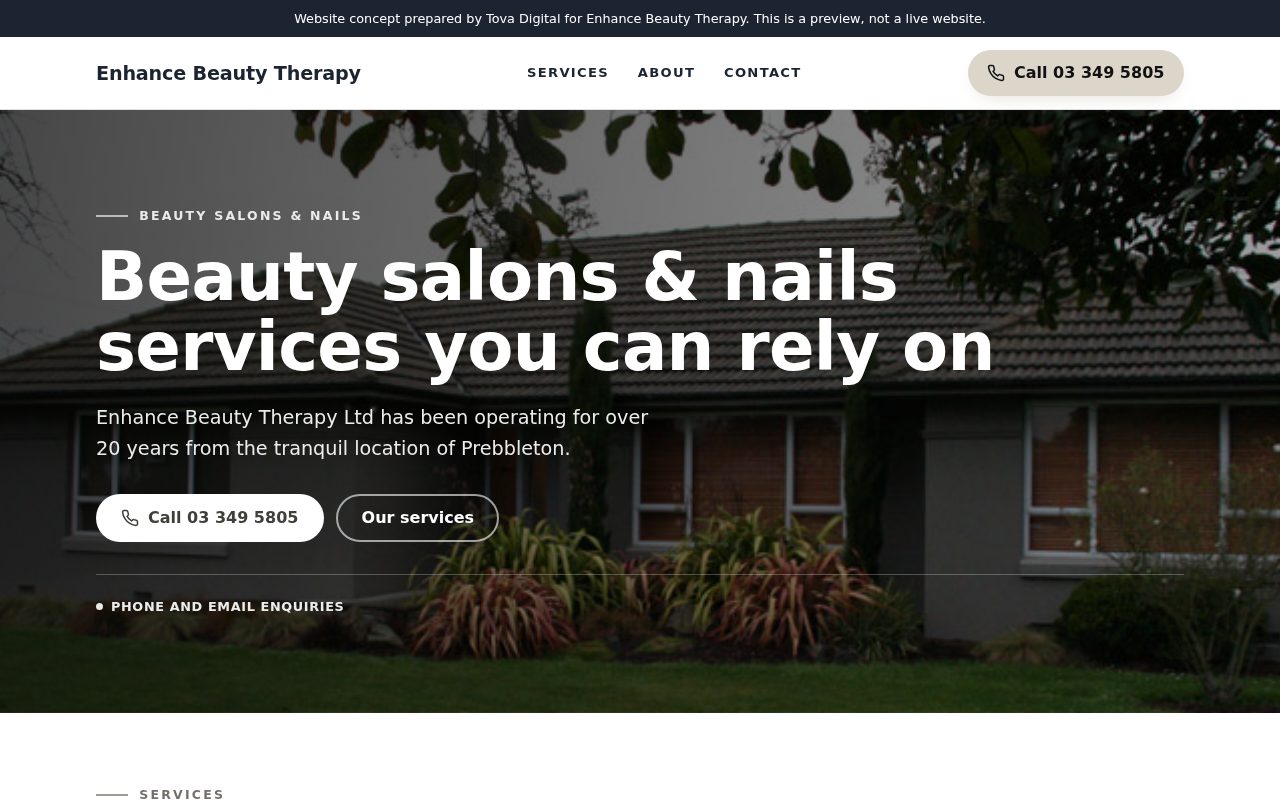 Website concept prepared by Tova Digital for Enhance Beauty Therapy. This is a preview, not a live website.
Enhance Beauty Therapy
SERVICES
ABOUT
CONTACT
Call 03 349 5805
BEAUTY SALONS & NAILS
Beauty salons & nails
services you can rely on
Enhance Beauty Therapy Ltd has been operating for over
20 years from the tranquil location of Prebbleton.
Call 03 349 5805
Our services
PHONE AND EMAIL ENQUIRIES
SERVICES